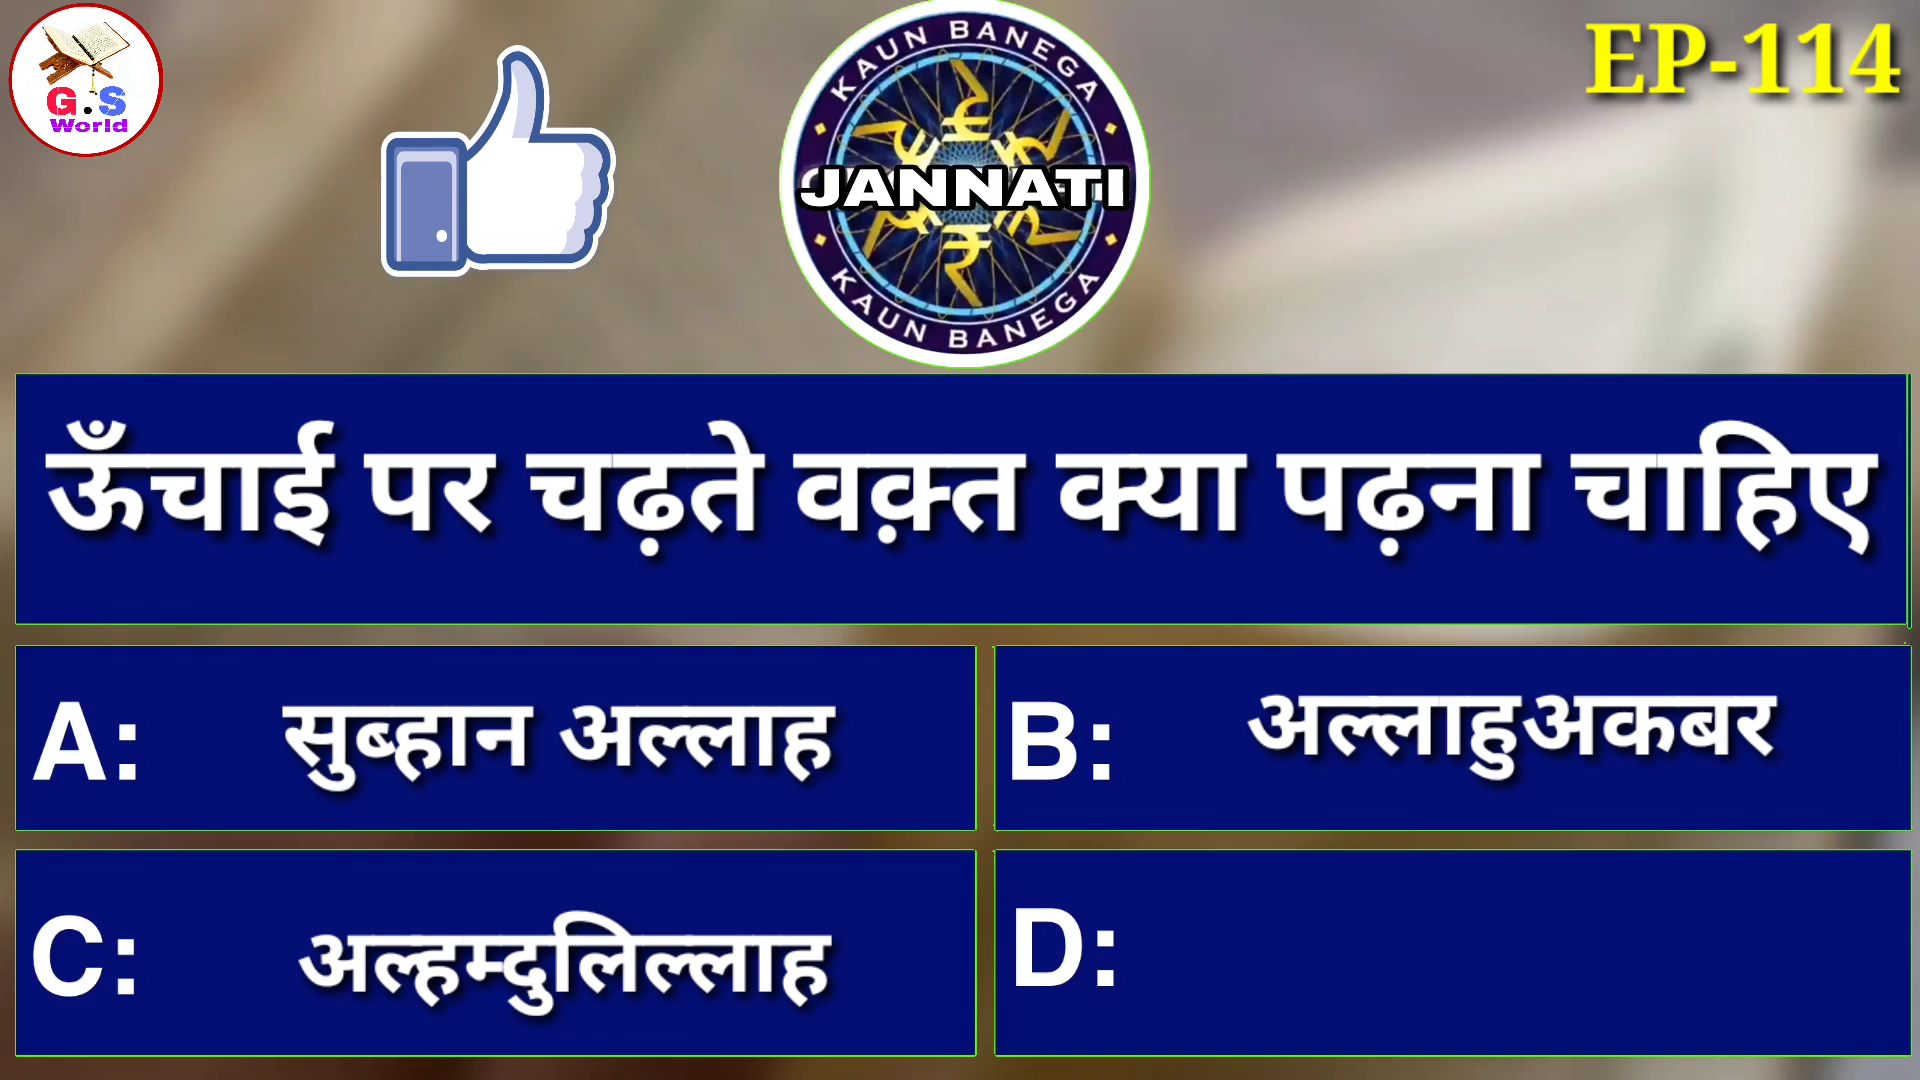 G.S
World
KAUN BANEGA
JANNATI
KAUN BANEGA
EP-114
ऊँचाई पर चढ़ते वक़्त क्या पढ़ना चाहिए
A: सुब्हान अल्लाह
B: अल्लाहुअकबर
C: अल्हम्दुलिल्लाह
D: